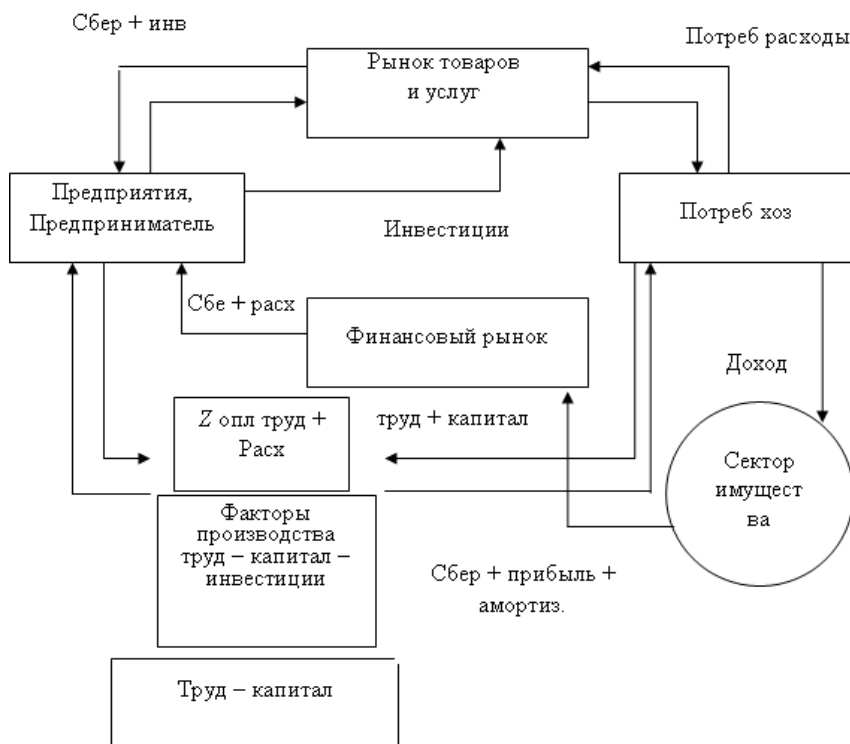 Сбер + инв
Потреб расходы
Рынок товаров
и услуг
Предприятия,
Предприниматель
Потреб хоз
Инвестиции
Сбе + расх
Финансовый рынок
Доход
Z опл труд +
Расх
труд + капитал
Сектор
имущест
ва
Факторы
производства
труд – капитал –
инвестиции
Сбер + прибыль +
амортиз.
Труд – капитал